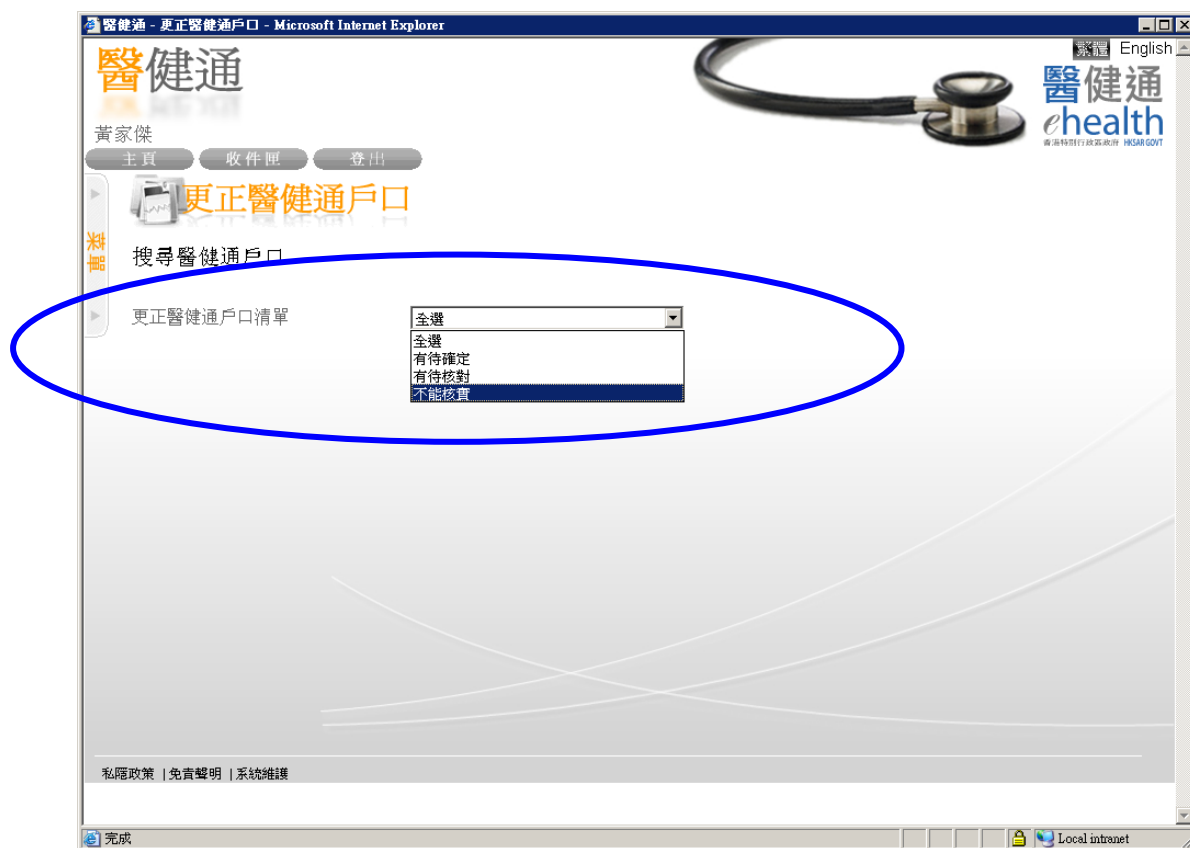 醫健通 - 更正醫健通戶口 - Microsoft Internet Explorer
繁體 English
醫健通
醫健通
ehealth
香港特別行政區政府 HKSAR GOVT
黃家傑
主頁 收件匣 登出
更正醫健通戶口
菜單
搜尋醫健通戶口
更正醫健通戶口清單 全選
全選
有待確定
有待核對
不能核實
私隱政策 | 免責聲明 | 系統維護
完成 Local intranet